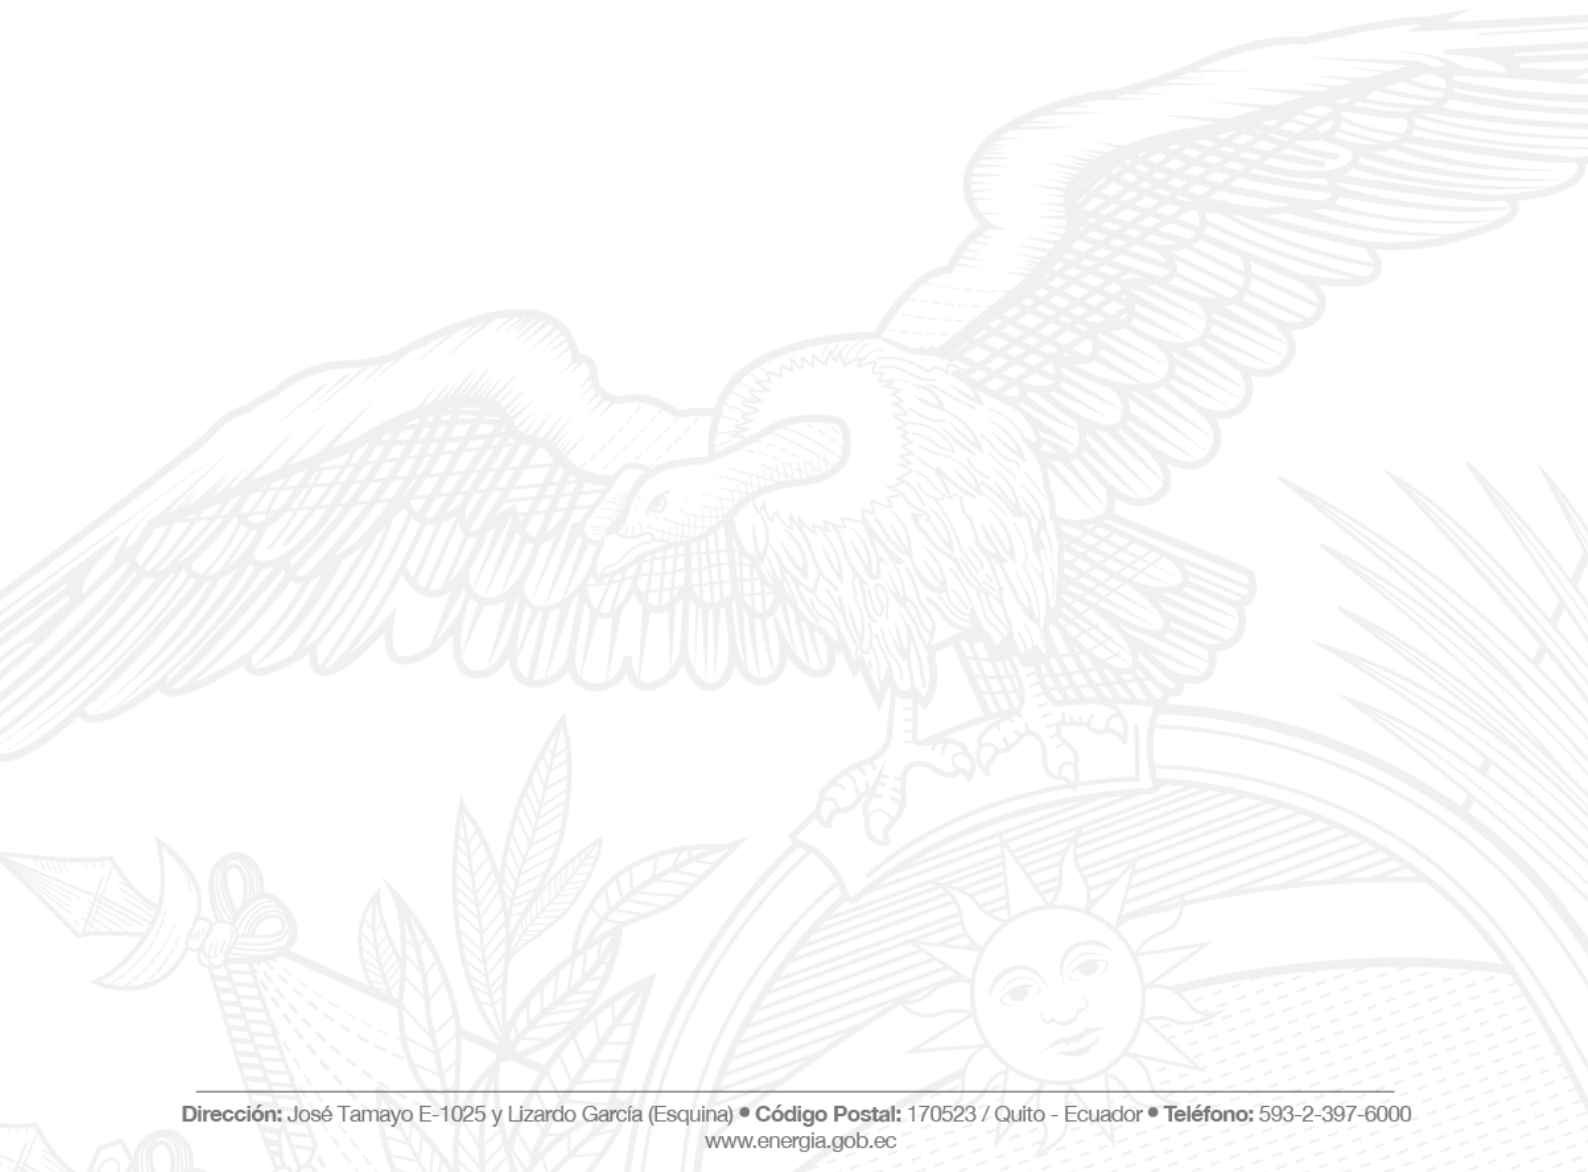 Dirección: José Tamayo E-1025 y Lizardo García (Esquina) • Código Postal: 170523 / Quito - Ecuador • Teléfono: 593-2-397-6000
www.energia.gob.ec